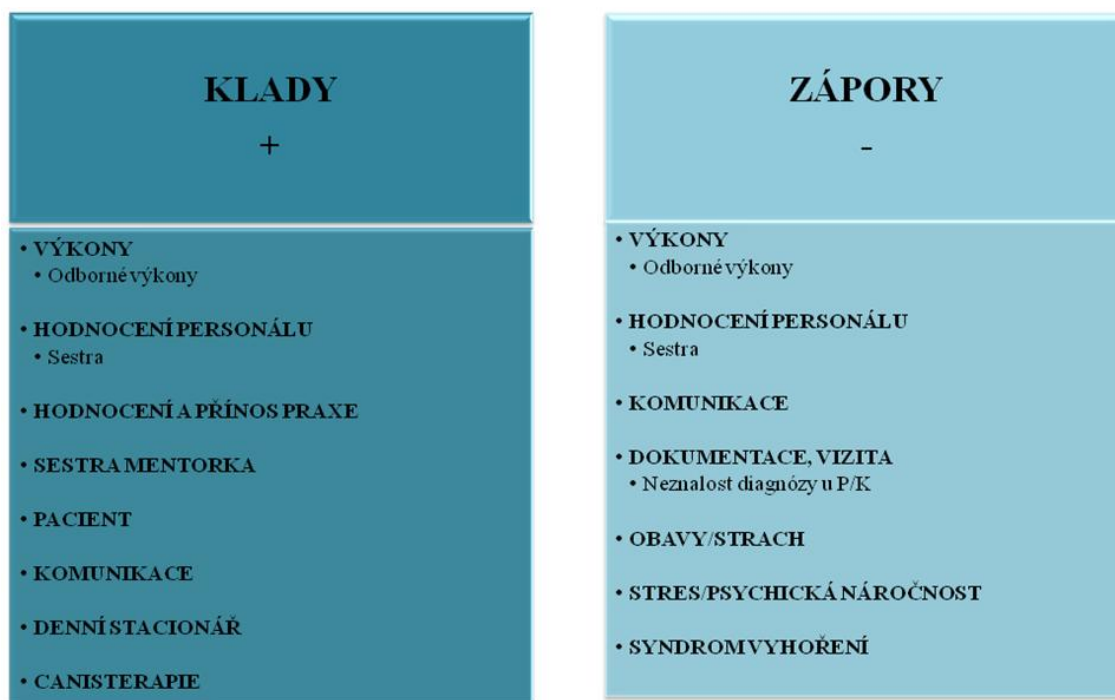 KLADY
+
• VÝKONY
• Odborné výkony
• HODNOCENÍ PERSONÁLU
• Sestra
• HODNOCENÍ A PŘÍNOS PRAXE
• SESTRA MENTORKA
• PACIENT
• KOMUNIKACE
• DENNÍ STACIONÁŘ
• CANISTERAPIE
ZÁPORY
-
• VÝKONY
• Odborné výkony
• HODNOCENÍ PERSONÁLU
• Sestra
• KOMUNIKACE
• DOKUMENTACE, VIZITA
• Neznalost diagnózy u P/K
• OBAVY/STRACH
• STRES/PSYCHICKÁ NÁROČNOST
• SYNDROM VYHOŘENÍ